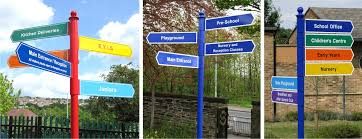 Kitchen Deliveries
E.Y.I.C.
Main Entrance / Reception
Juniors
Pre-School
Playground
Nursery and
Reception Classes
Main Entrance
School Office
Children's Centre
Early Years
Nursery